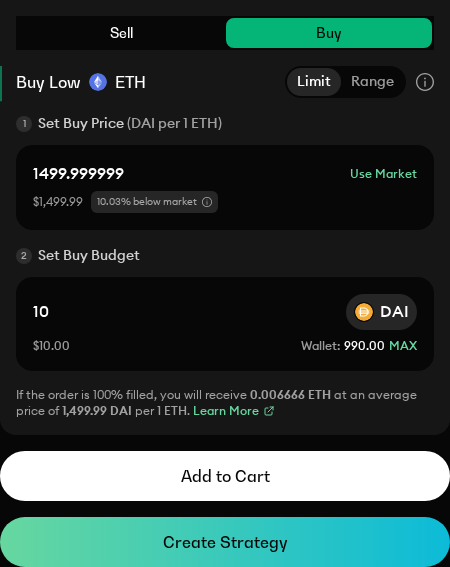 Sell Buy
Buy Low ETH Limit Range
1 Set Buy Price (DAI per 1 ETH)
1499.999999 Use Market
$1,499.99 10.03% below market
2 Set Buy Budget
10 DAI
$10.00 Wallet: 990.00 MAX
If the order is 100% filled, you will receive 0.006666 ETH at an average
price of 1,499.99 DAI per 1 ETH. Learn More
Add to Cart
Create Strategy